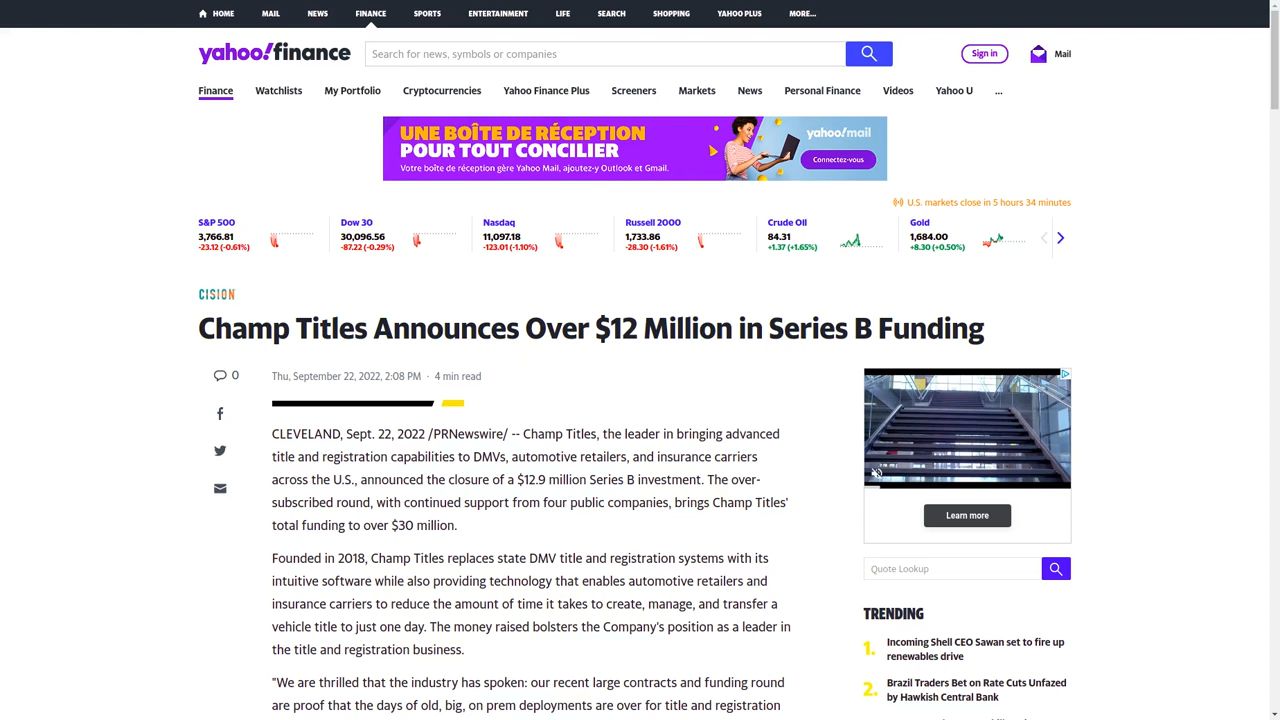 HOME MAIL NEWS FINANCE SPORTS ENTERTAINMENT LIFE SEARCH SHOPPING YAHOO PLUS MORE...
yahoo!finance
Search for news, symbols or companies
Sign in
Mail
Finance Watchlists My Portfolio Cryptocurrencies Yahoo Finance Plus Screeners Markets News Personal Finance Videos Yahoo U ...
UNE BOÎTE DE RÉCEPTION
POUR TOUT CONCILIER
Votre boîte de réception gère Yahoo Mail, ajoutez-y Outlook et Gmail.
yahoo!mail
Connectez-vous
U.S. markets close in 5 hours 34 minutes
S&P 500
3,766.81
-23.12 (-0.61%)
Dow 30
30,096.56
-87.22 (-0.29%)
Nasdaq
11,097.18
-123.01 (-1.10%)
Russell 2000
1,733.86
-28.30 (-1.61%)
Crude Oil
84.31
+1.37 (+1.65%)
Gold
1,684.00
+8.30 (+0.50%)
CISION
Champ Titles Announces Over $12 Million in Series B Funding
0
Thu, September 22, 2022, 2:08 PM · 4 min read
CLEVELAND, Sept. 22, 2022 /PRNewswire/ -- Champ Titles, the leader in bringing advanced
title and registration capabilities to DMVs, automotive retailers, and insurance carriers
across the U.S., announced the closure of a $12.9 million Series B investment. The over-
subscribed round, with continued support from four public companies, brings Champ Titles'
total funding to over $30 million.
Founded in 2018, Champ Titles replaces state DMV title and registration systems with its
intuitive software while also providing technology that enables automotive retailers and
insurance carriers to reduce the amount of time it takes to create, manage, and transfer a
vehicle title to just one day. The money raised bolsters the Company's position as a leader in
the title and registration business.
"We are thrilled that the industry has spoken: our recent large contracts and funding round
are proof that the days of old, big, on prem deployments are over for title and registration
Learn more
Quote Lookup
TRENDING
1. Incoming Shell CEO Sawan set to fire up
renewables drive
2. Brazil Traders Bet on Rate Cuts Unfazed
by Hawkish Central Bank